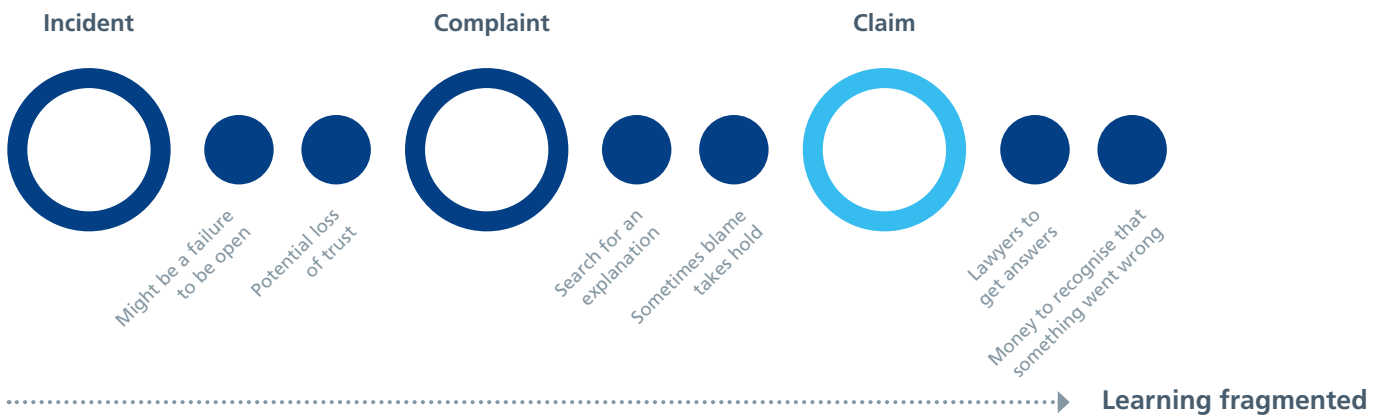 Incident
Complaint
Claim
Might be a failure
to be open
Potential loss
of trust
Search for an
explanation
Sometimes blame
takes hold
Lawyers to
get answers
Money to recognise that
something went wrong
Learning fragmented